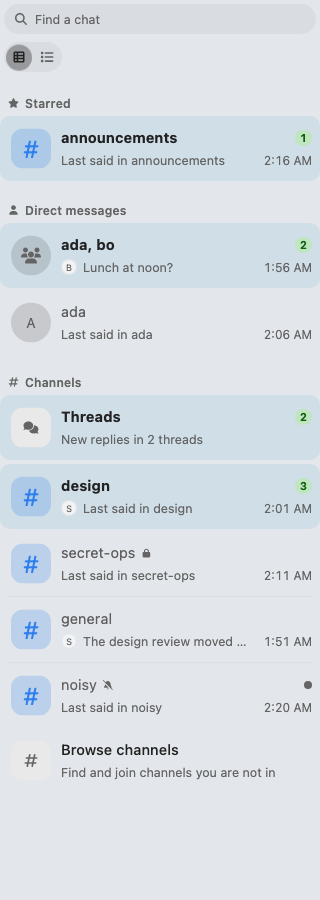 Find a chat
Starred
# announcements 1
Last said in announcements 2:16 AM
Direct messages
ada, bo 2
B Lunch at noon? 1:56 AM
A ada
Last said in ada 2:06 AM
# Channels
Threads 2
New replies in 2 threads
# design 3
S Last said in design 2:01 AM
# secret-ops
Last said in secret-ops 2:11 AM
# general
S The design review moved ... 1:51 AM
# noisy
Last said in noisy 2:20 AM
# Browse channels
Find and join channels you are not in